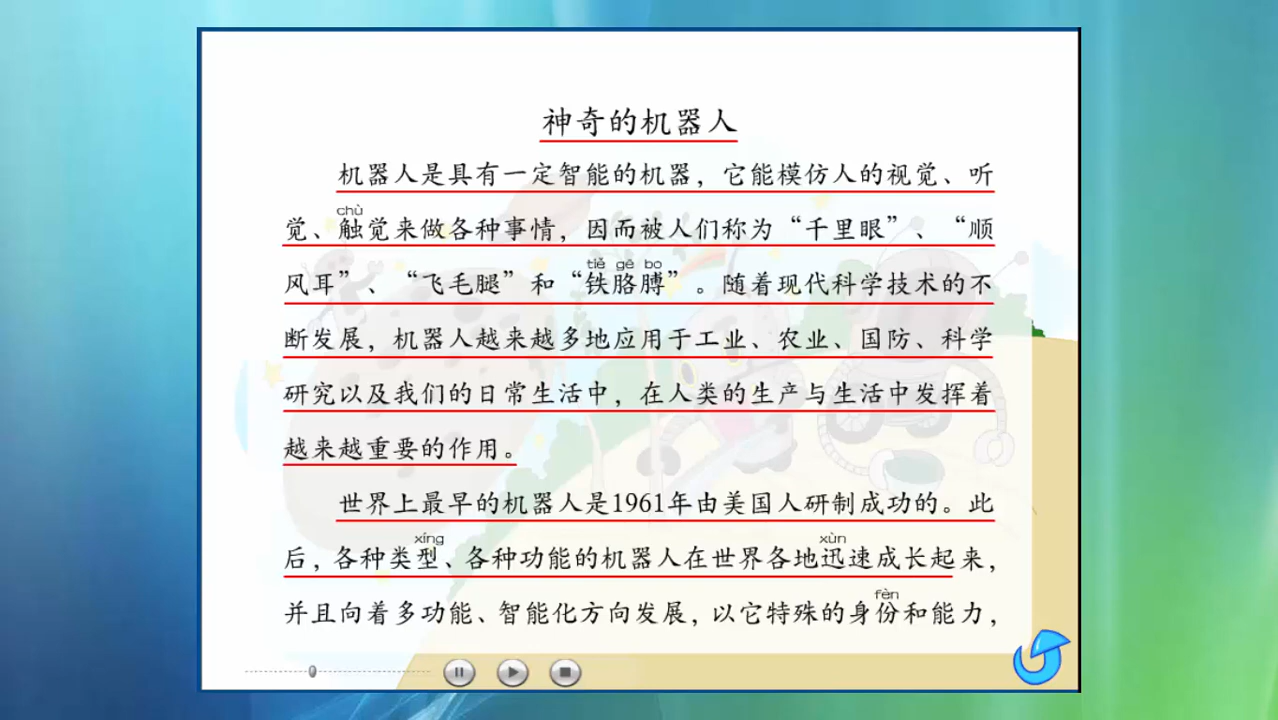 神奇的机器人
机器人是具有一定智能的机器，它能模仿人的视觉、听
chù
觉、触觉来做各种事情，因而被人们称为“千里眼”、“顺
tiě gē bo
风耳”、“飞毛腿”和“铁胳膊”。随着现代科学技术的不
断发展，机器人越来越多地应用于工业、农业、国防、科学
研究以及我们的日常生活中，在人类的生产与生活中发挥着
越来越重要的作用。
世界上最早的机器人是1961年由美国人研制成功的。此
xíng xùn
后，各种类型、各种功能的机器人在世界各地迅速成长起来，
fèn
并且向着多功能、智能化方向发展，以它特殊的身份和能力，